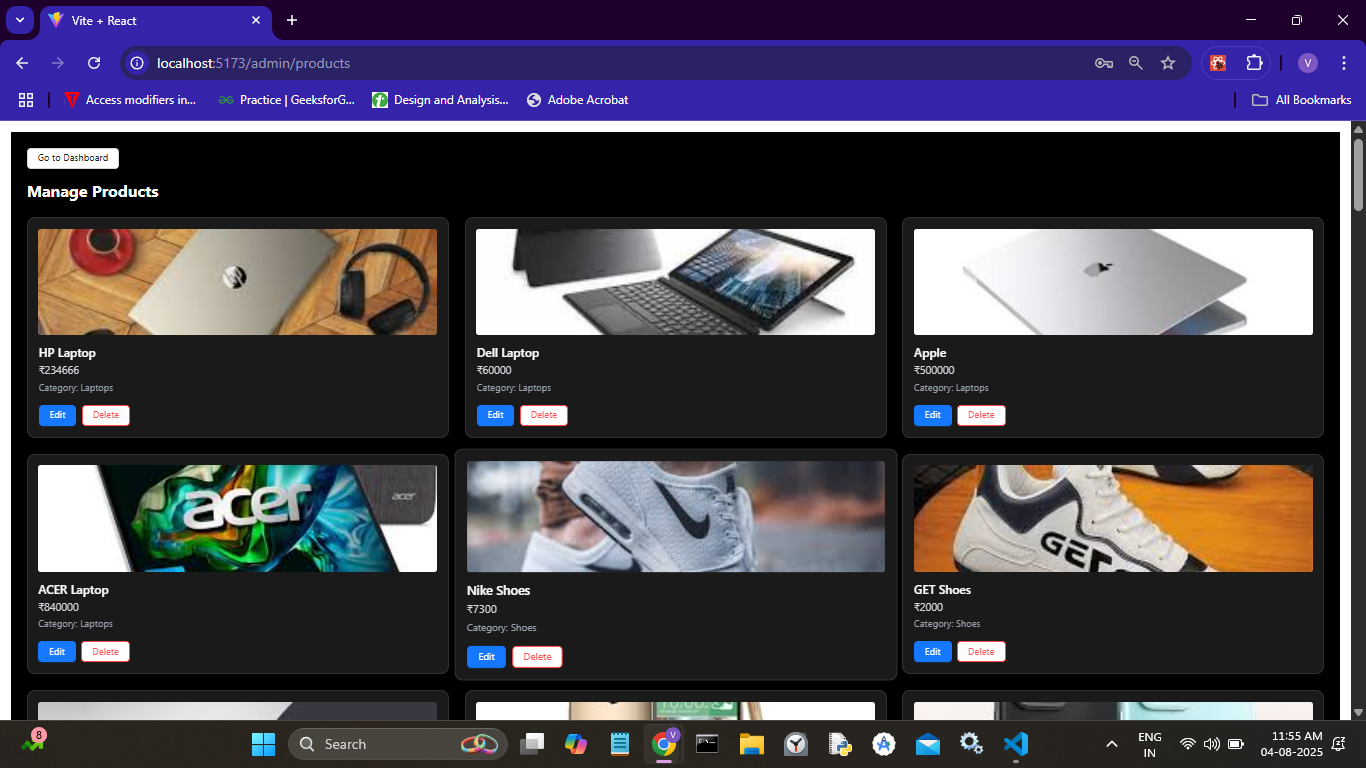 Vite + React
localhost:5173/admin/products
V
Access modifiers in...
Practice | GeeksforG...
Design and Analysis...
Adobe Acrobat
All Bookmarks
Go to Dashboard
Manage Products
HP Laptop
₹234666
Category: Laptops
Edit Delete
Dell Laptop
₹60000
Category: Laptops
Edit Delete
Apple
₹500000
Category: Laptops
Edit Delete
acer
acer
ACER Laptop
₹840000
Category: Laptops
Edit Delete
Nike Shoes
₹7300
Category: Shoes
Edit Delete
GET Shoes
₹2000
Category: Shoes
Edit Delete
8
Search
V
ENG
IN
11:55 AM
04-08-2025